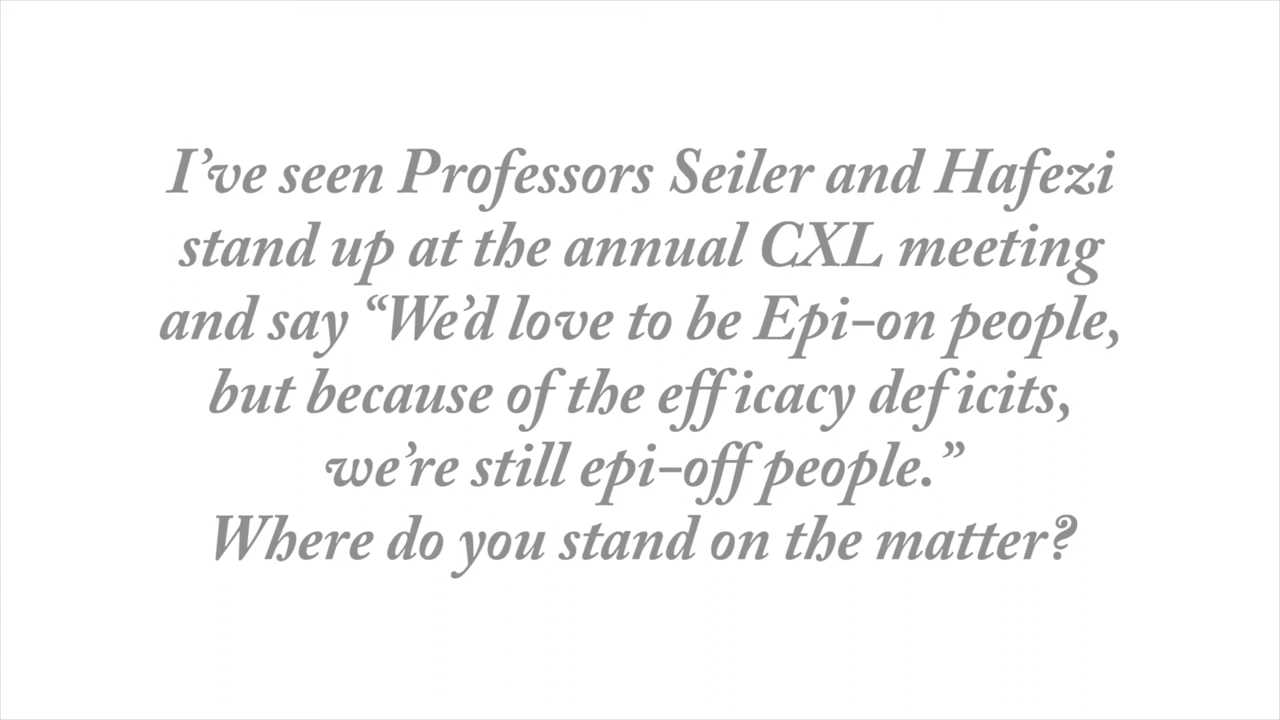 I’ve seen Professors Seiler and Hafezi
stand up at the annual CXL meeting
and say “We’d love to be Epi-on people,
but because of the efficacy deficits,
we’re still epi-off people.”
Where do you stand on the matter?